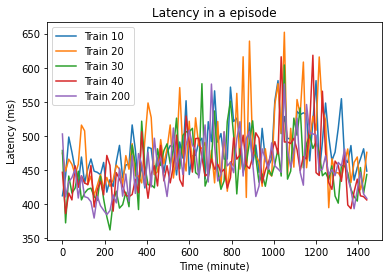 Latency in a episode
Latency (ms)
650
600
550
500
450
400
350
Train 10
Train 20
Train 30
Train 40
Train 200
0 200 400 600 800 1000 1200 1400
Time (minute)